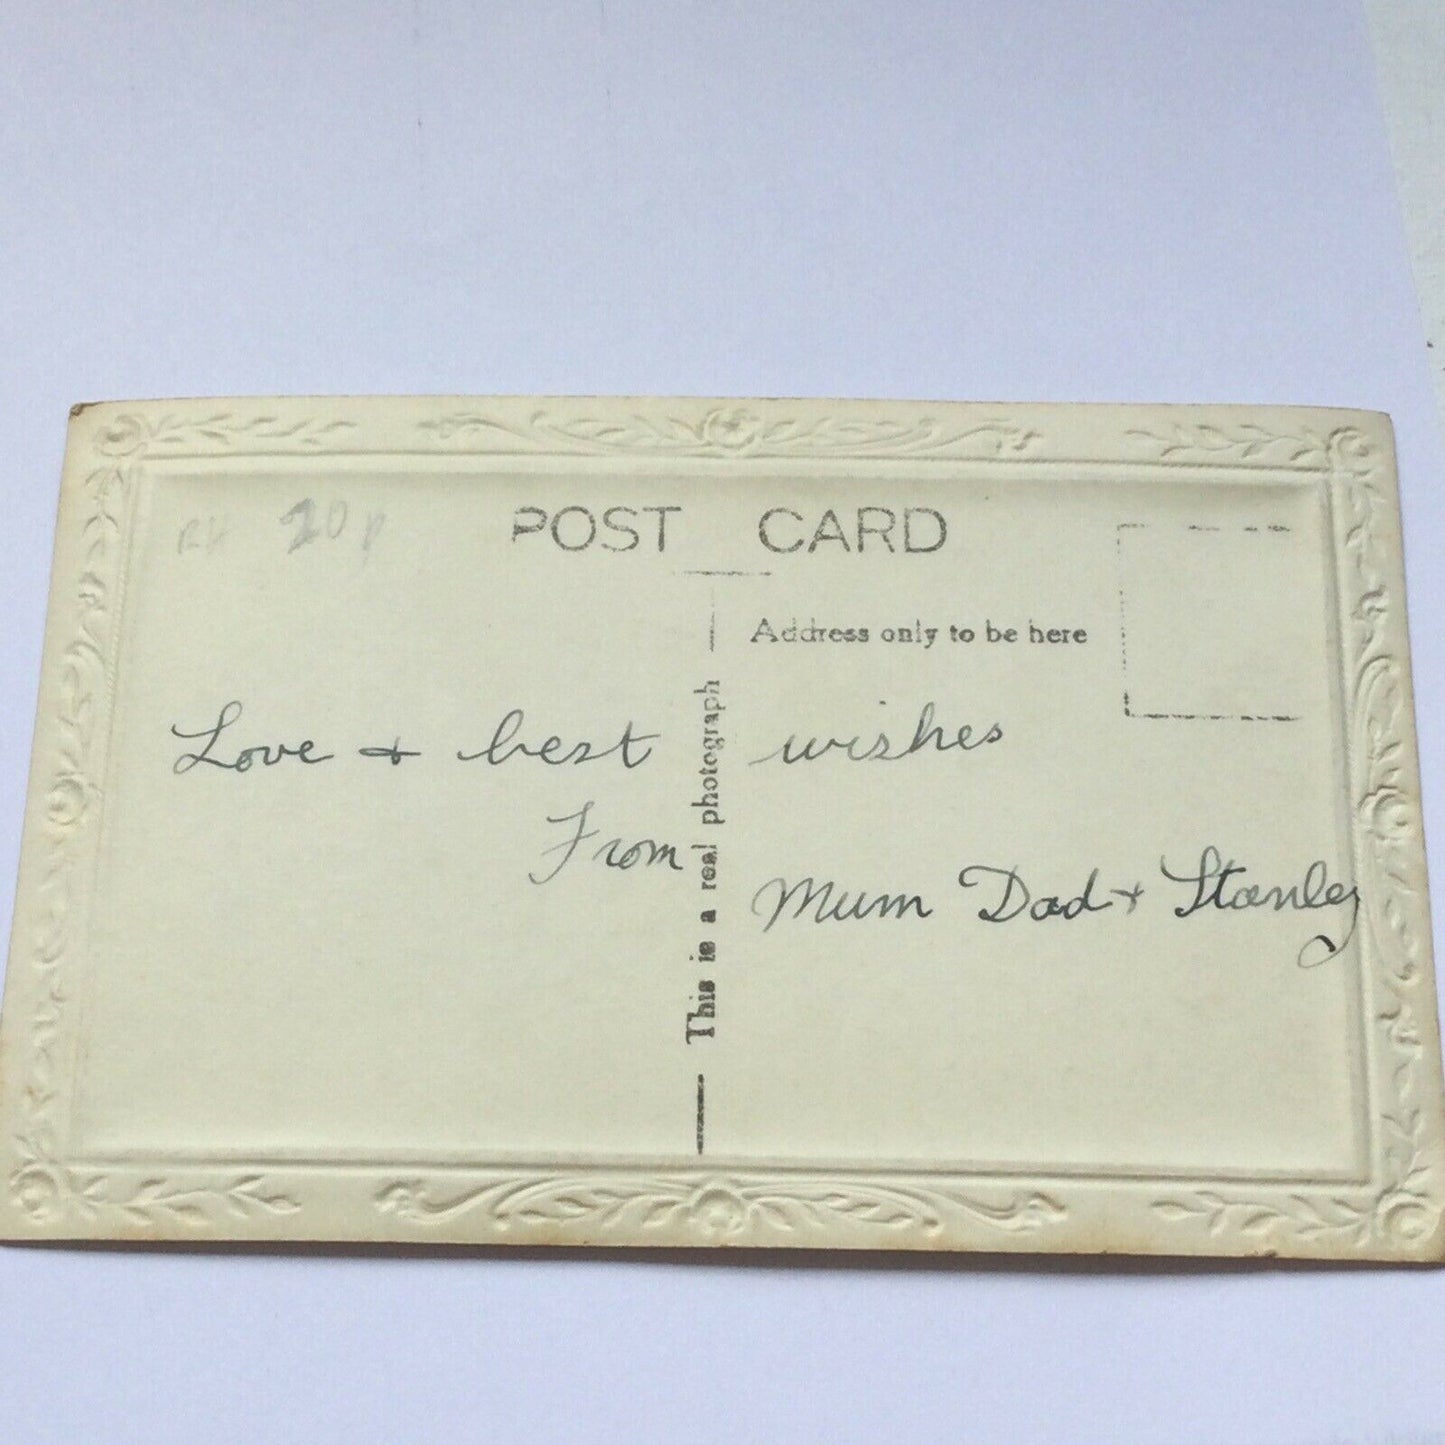 20p
POST CARD
Address only to be here
This is a real photograph
Love + best wishes
From
Mum Dad + Stanley